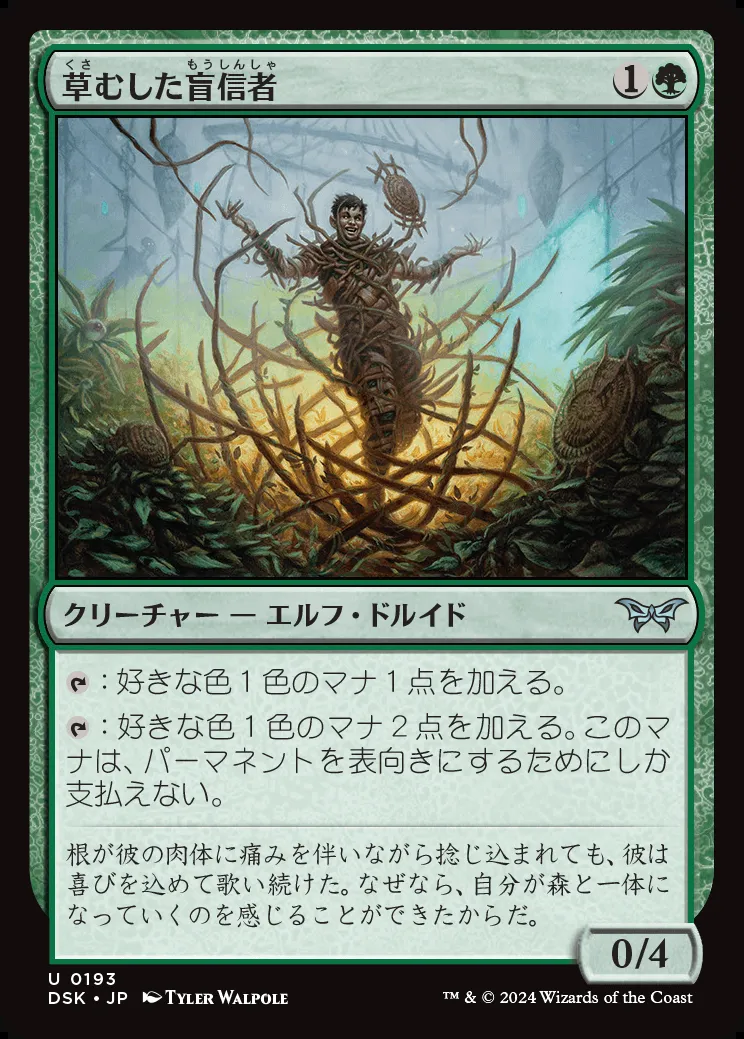 くさ もうしんしゃ
草むした盲信者 1
クリーチャー — エルフ・ドルイド
：好きな色１色のマナ１点を加える。
：好きな色１色のマナ２点を加える。このマ
ナは、パーマネントを表向きにするためにしか
支払えない。
根が彼の肉体に痛みを伴いながら捻じ込まれても、彼は
喜びを込めて歌い続けた。なぜなら、自分が森と一体に
なっていくのを感じることができたからだ。
0/4
U 0193
DSK • JP Tyler Walpole
™ & © 2024 Wizards of the Coast